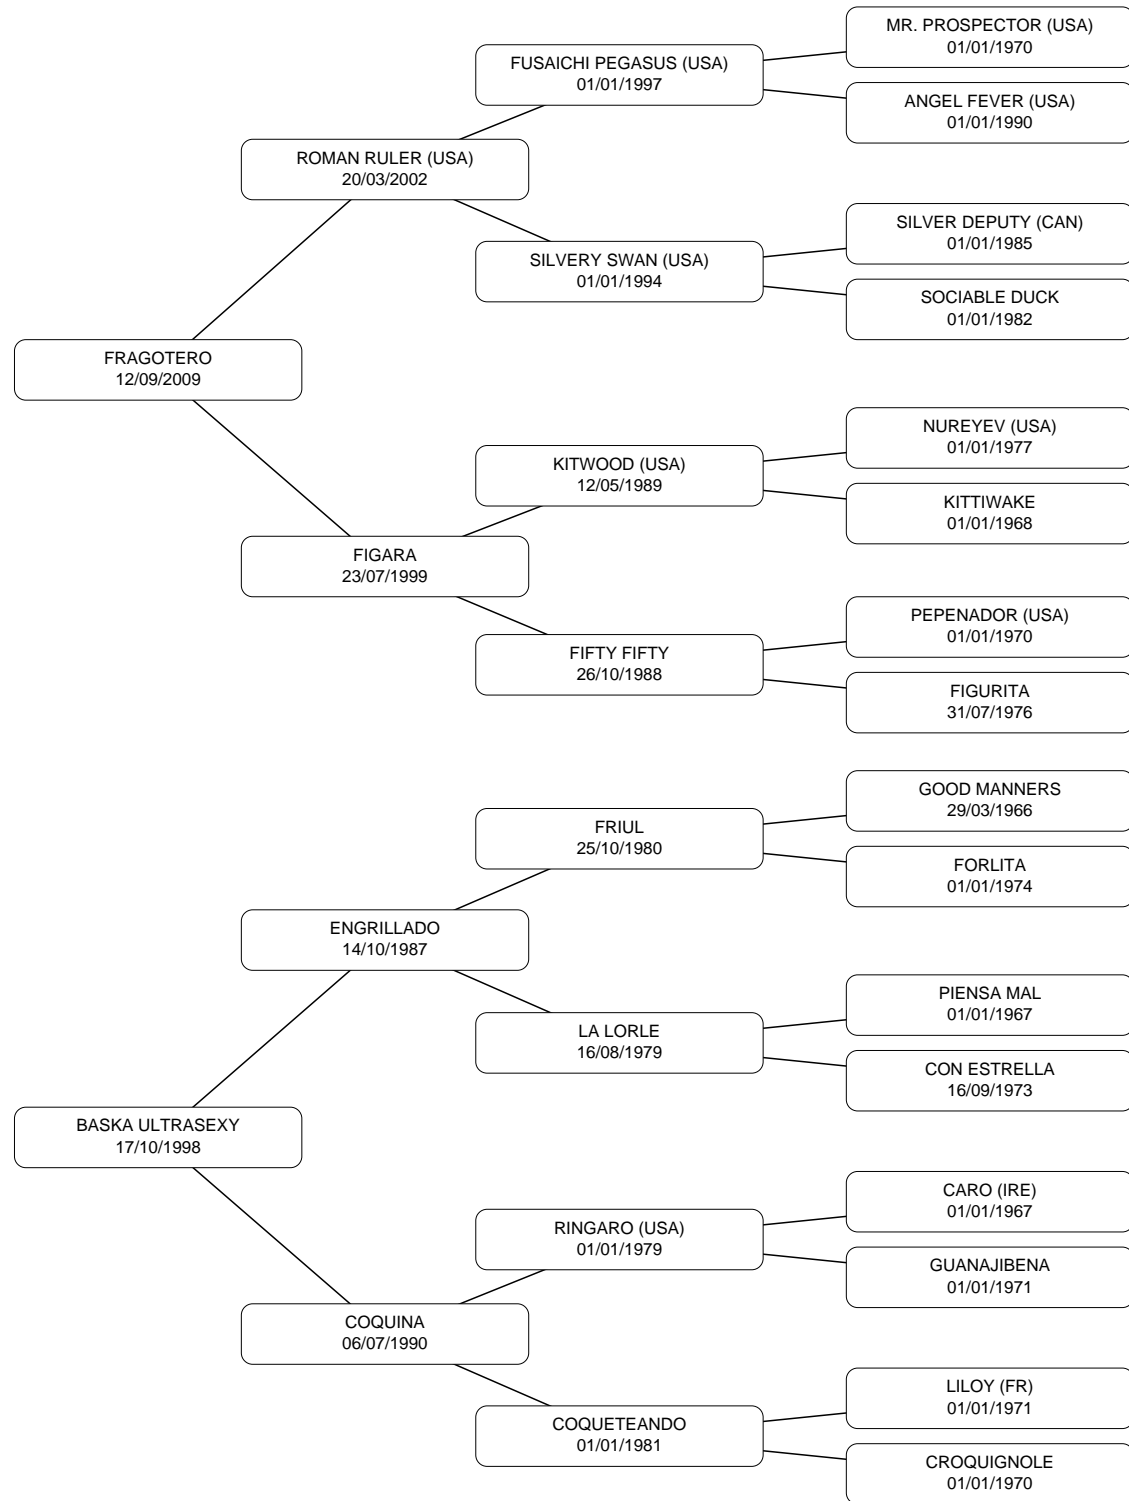 MR. PROSPECTOR (USA)
01/01/1970
FUSAICHI PEGASUS (USA)
01/01/1997
ANGEL FEVER (USA)
01/01/1990
ROMAN RULER (USA)
20/03/2002
SILVER DEPUTY (CAN)
01/01/1985
SILVERY SWAN (USA)
01/01/1994
SOCIABLE DUCK
01/01/1982
FRAGOTERO
12/09/2009
NUREYEV (USA)
01/01/1977
KITWOOD (USA)
12/05/1989
KITTIWAKE
01/01/1968
FIGARA
23/07/1999
PEPENADOR (USA)
01/01/1970
FIFTY FIFTY
26/10/1988
FIGURITA
31/07/1976
GOOD MANNERS
29/03/1966
FRIUL
25/10/1980
FORLITA
01/01/1974
ENGRILLADO
14/10/1987
PIENSA MAL
01/01/1967
LA LORLE
16/08/1979
CON ESTRELLA
16/09/1973
BASKA ULTRASEXY
17/10/1998
CARO (IRE)
01/01/1967
RINGARO (USA)
01/01/1979
GUANAJIBENA
01/01/1971
COQUINA
06/07/1990
LILOY (FR)
01/01/1971
COQUETEANDO
01/01/1981
CROQUIGNOLE
01/01/1970